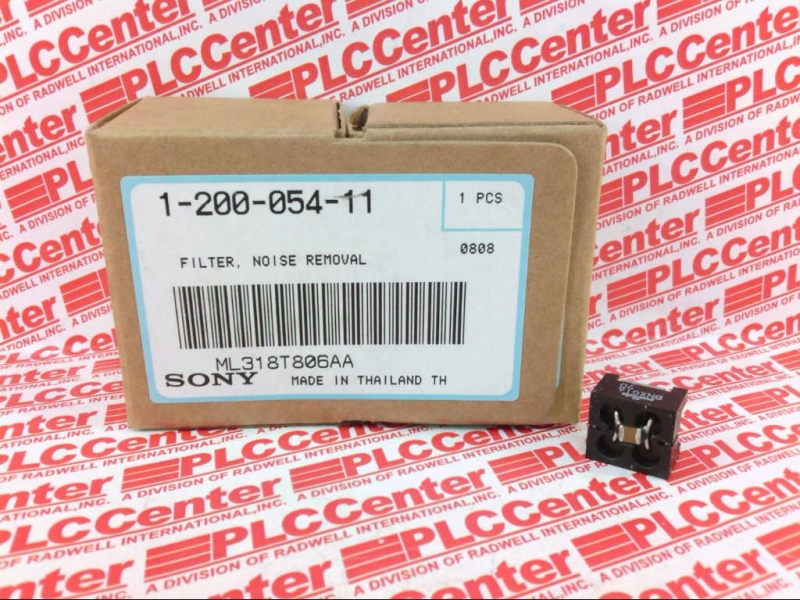 1-200-054-11
1 PCS
0808
FILTER, NOISE REMOVAL
ML318T806AA
SONY
MADE IN THAILAND TH
PLCCenter
A DIVISION OF RADWELL INTERNATIONAL, INC.